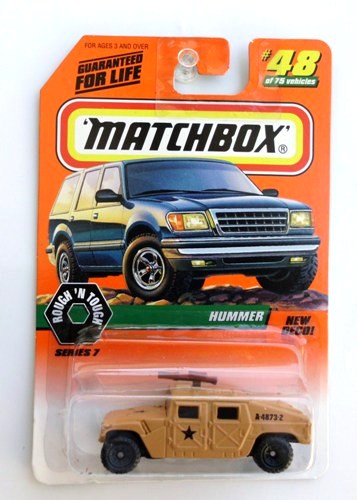 FOR AGES 3 AND OVER
GUARANTEED
FOR LIFE
#48
of 75 vehicles
'MATCHBOX'®
ROUGH 'N TOUGH
HUMMER
NEW
DECO!
SERIES 7
A-4873-2